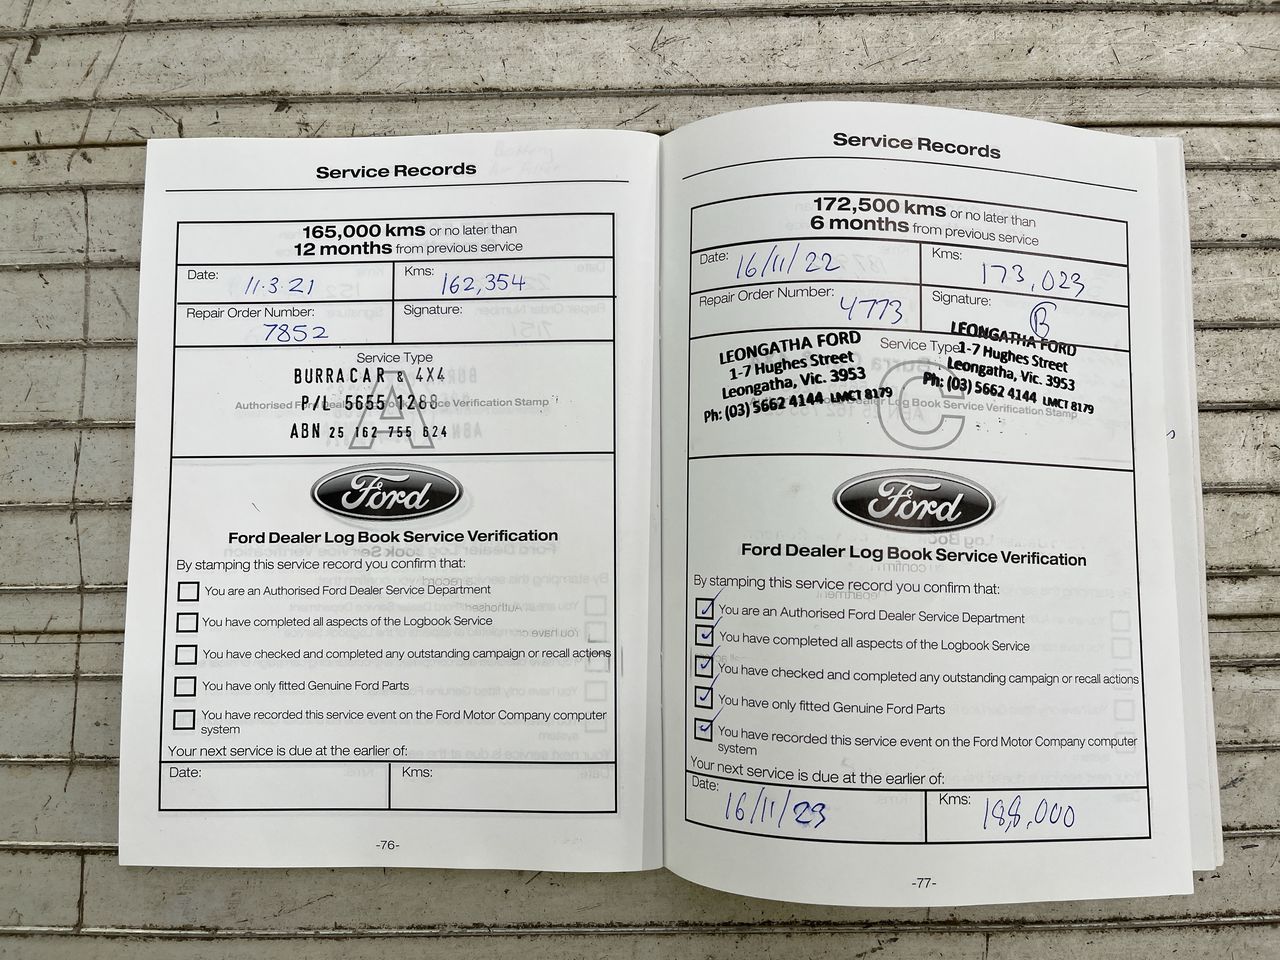 Service Records
165,000 kms or no later than
12 months from previous service
Date: 11.3.21
Kms: 162,354
Repair Order Number: 7852
Signature:
Service Type
A
BURRACAR & 4X4
P/L 5655 1288
Authorised Ford Dealer Log Book Service Verification Stamp
ABN 25 162 755 624
Ford
Ford Dealer Log Book Service Verification
By stamping this service record you confirm that:
You are an Authorised Ford Dealer Service Department
You have completed all aspects of the Logbook Service
You have checked and completed any outstanding campaign or recall actions
You have only fitted Genuine Ford Parts
You have recorded this service event on the Ford Motor Company computer
system
Your next service is due at the earlier of:
Date:
Kms:
-76-
Service Records
172,500 kms or no later than
6 months from previous service
Date: 16/11/22
Kms: 173,023
Repair Order Number: 4773
Signature:
Service Type
C
LEONGATHA FORD
1-7 Hughes Street
Leongatha, Vic. 3953
Ph: (03) 5662 4144 LMCT 8179
LEONGATHA FORD
1-7 Hughes Street
Leongatha, Vic. 3953
Ph: (03) 5662 4144 LMCT 8179
Log Book Service Verification Stamp
Ford
Ford Dealer Log Book Service Verification
By stamping this service record you confirm that:
You are an Authorised Ford Dealer Service Department
You have completed all aspects of the Logbook Service
You have checked and completed any outstanding campaign or recall actions
You have only fitted Genuine Ford Parts
You have recorded this service event on the Ford Motor Company computer
system
Your next service is due at the earlier of:
Date: 16/11/23
Kms: 188,000
-77-